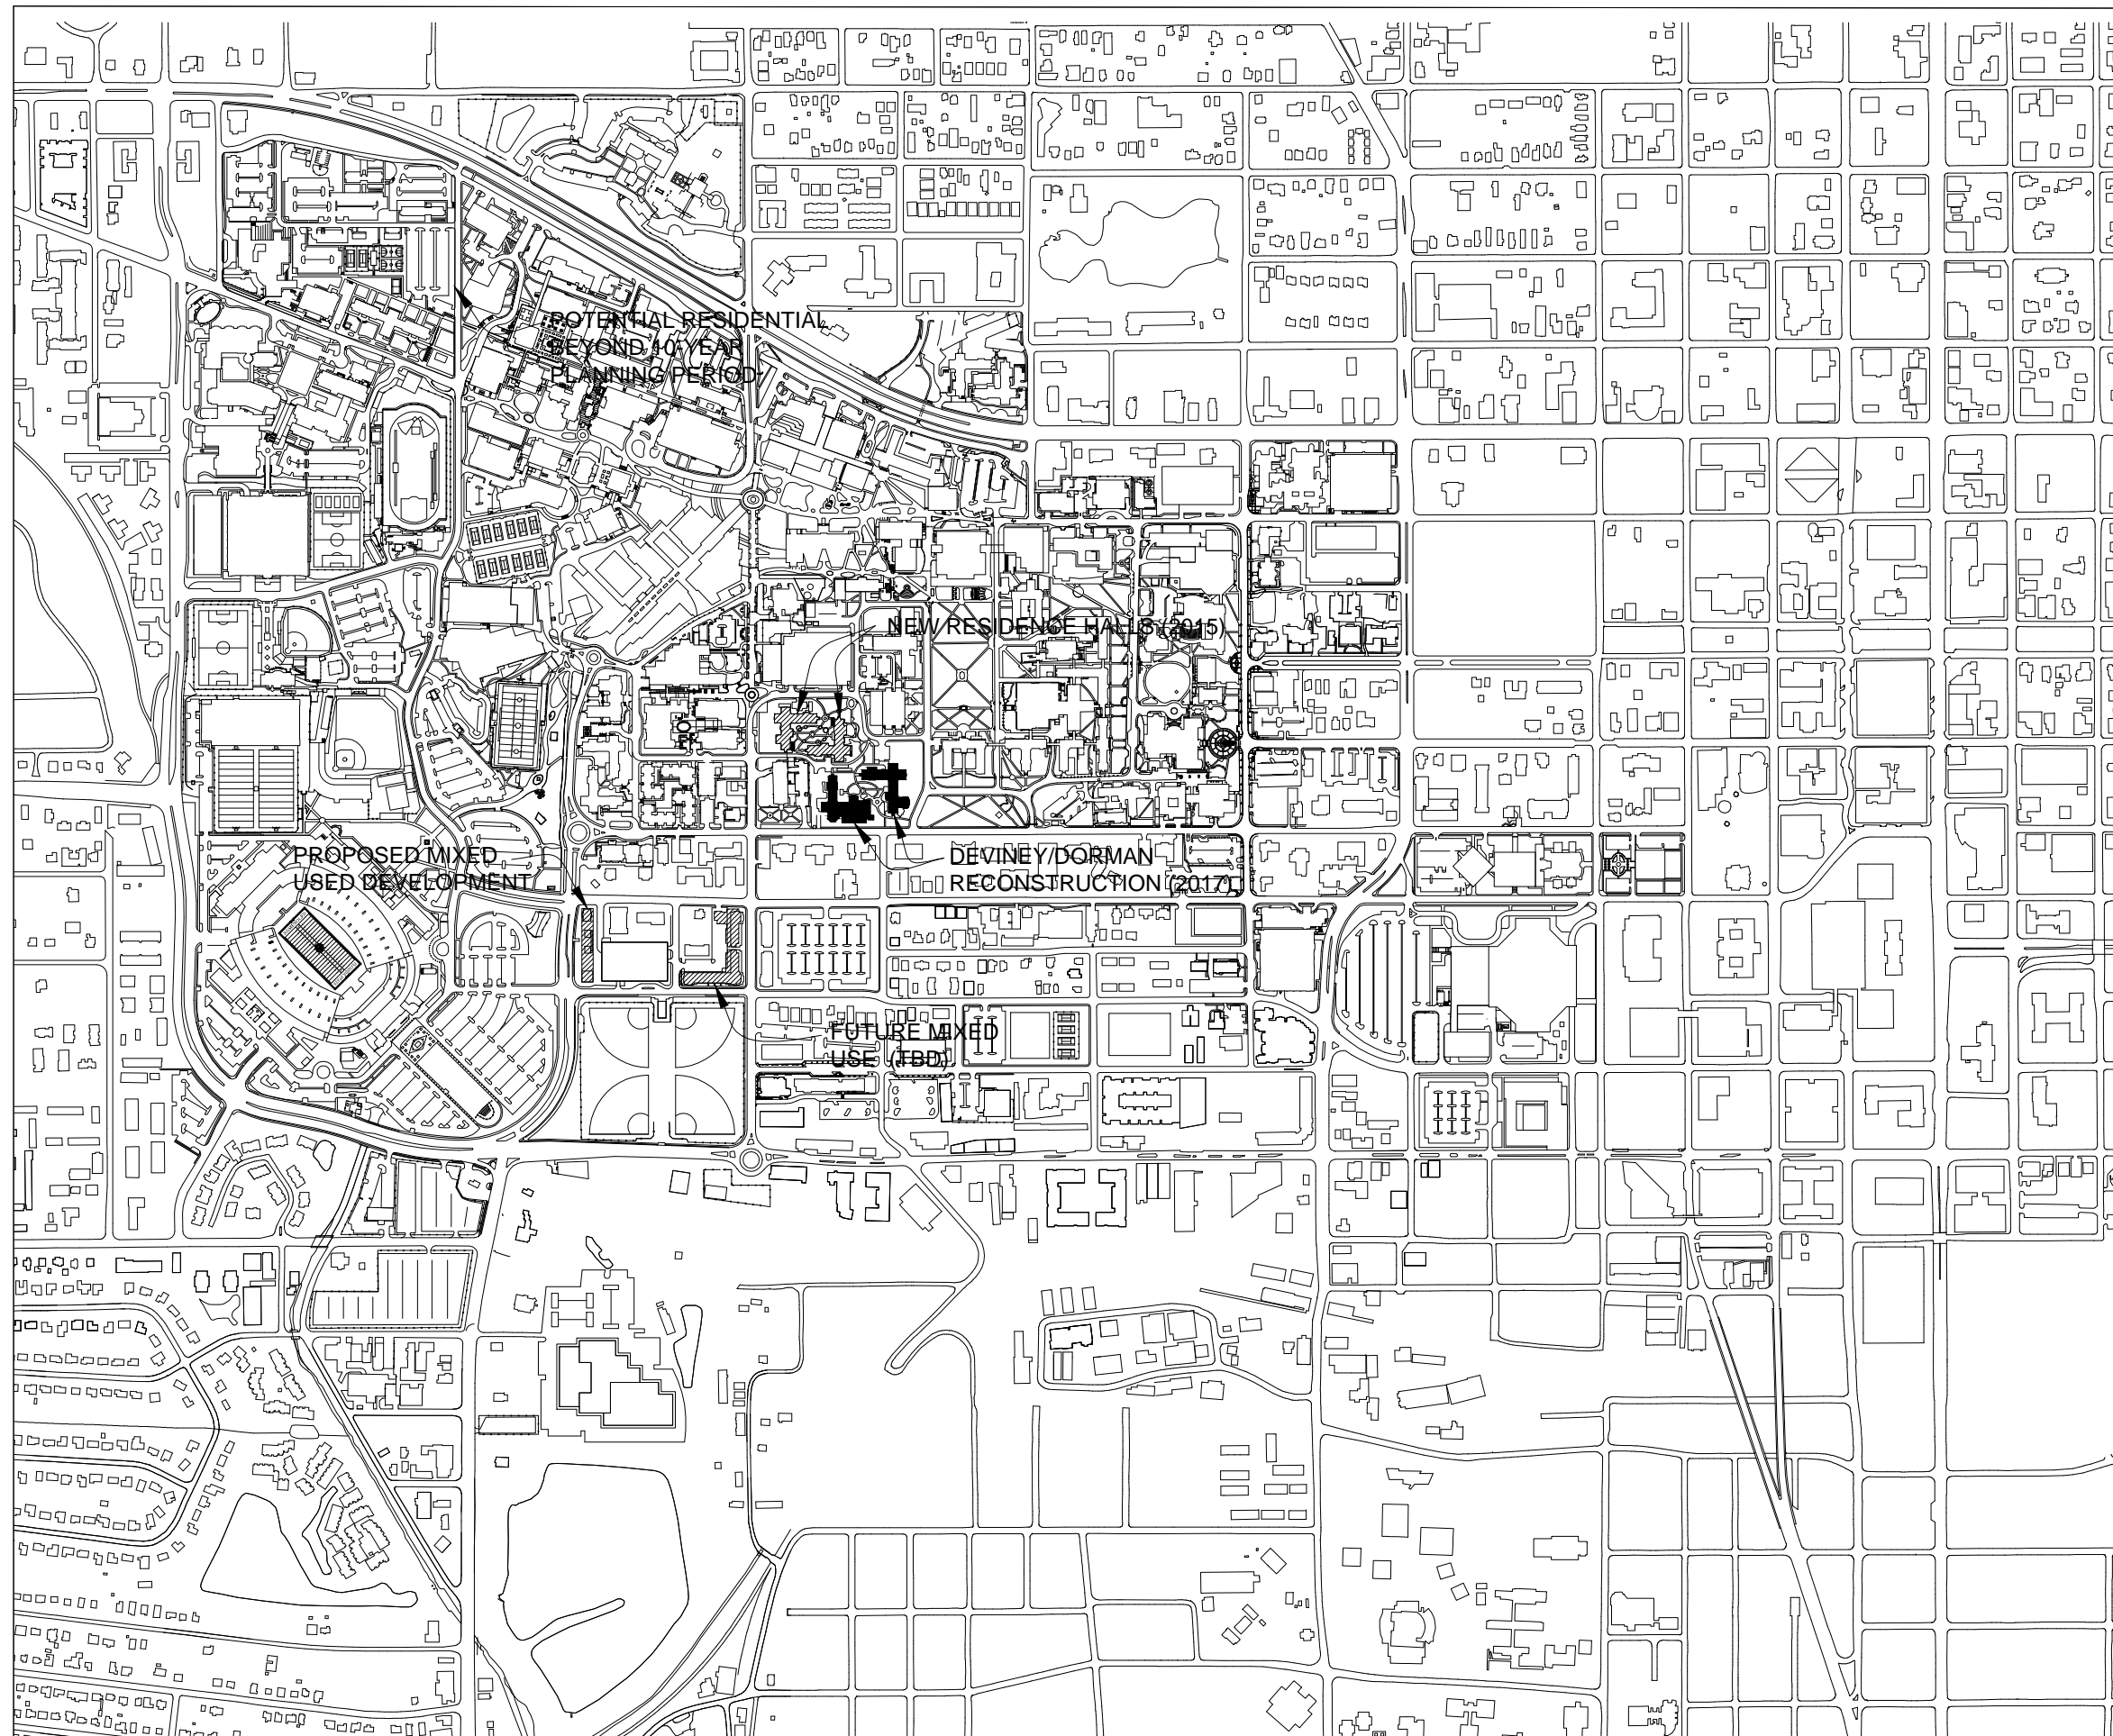 POTENTIAL RESIDENTIAL
BEYOND 10-YEAR
PLANNING PERIOD
NEW RESIDENCE HALLS (2015)
PROPOSED MIXED
USED DEVELOPMENT
DEVINEY/DORMAN
RECONSTRUCTION (2017)
FUTURE MIXED
USE (TBD)